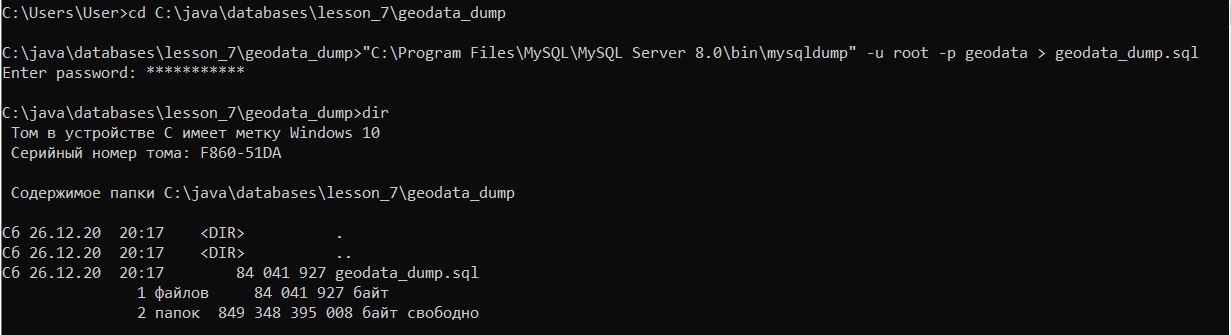 C:\Users\User>cd C:\java\databases\lesson_7\geodata_dump
C:\java\databases\lesson_7\geodata_dump>"C:\Program Files\MySQL\MySQL Server 8.0\bin\mysqldump" -u root -p geodata > geodata_dump.sql
Enter password: ***********
C:\java\databases\lesson_7\geodata_dump>dir
Том в устройстве C имеет метку Windows 10
Серийный номер тома: F860-51DA
Содержимое папки C:\java\databases\lesson_7\geodata_dump
Сб 26.12.20  20:17    <DIR>          .
Сб 26.12.20  20:17    <DIR>          ..
Сб 26.12.20  20:17        84 041 927 geodata_dump.sql
1 файлов     84 041 927 байт
2 папок  849 348 395 008 байт свободно